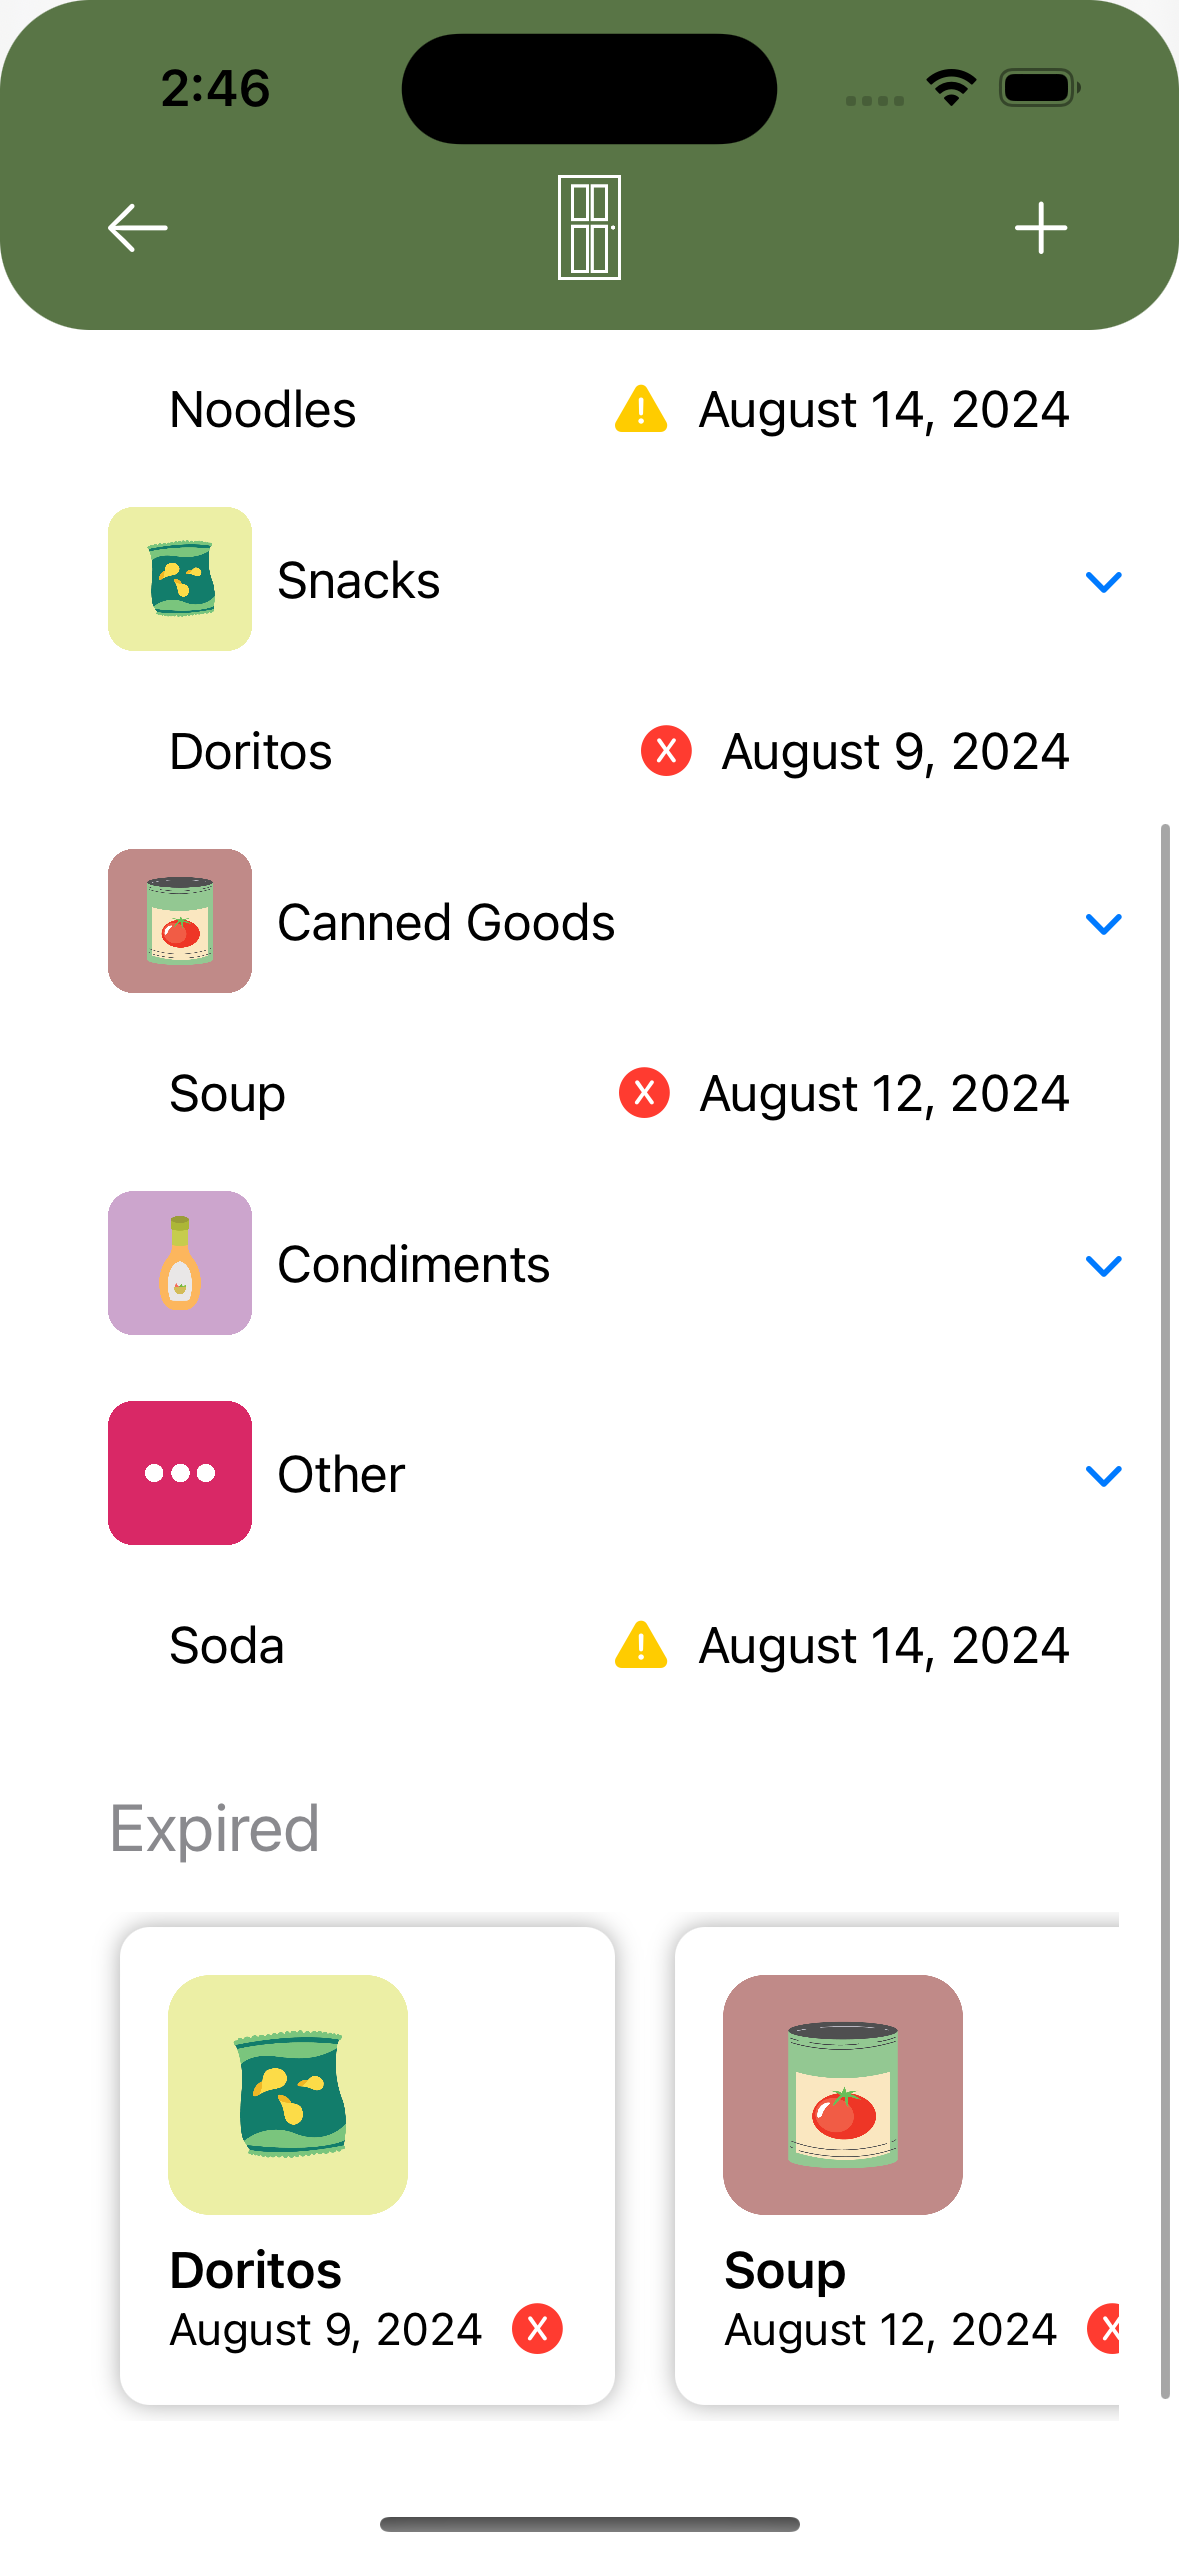 2:46
Noodles August 14, 2024
Snacks
Doritos August 9, 2024
Canned Goods
Soup August 12, 2024
Condiments
Other
Soda August 14, 2024
Expired
Doritos
August 9, 2024
Soup
August 12, 2024